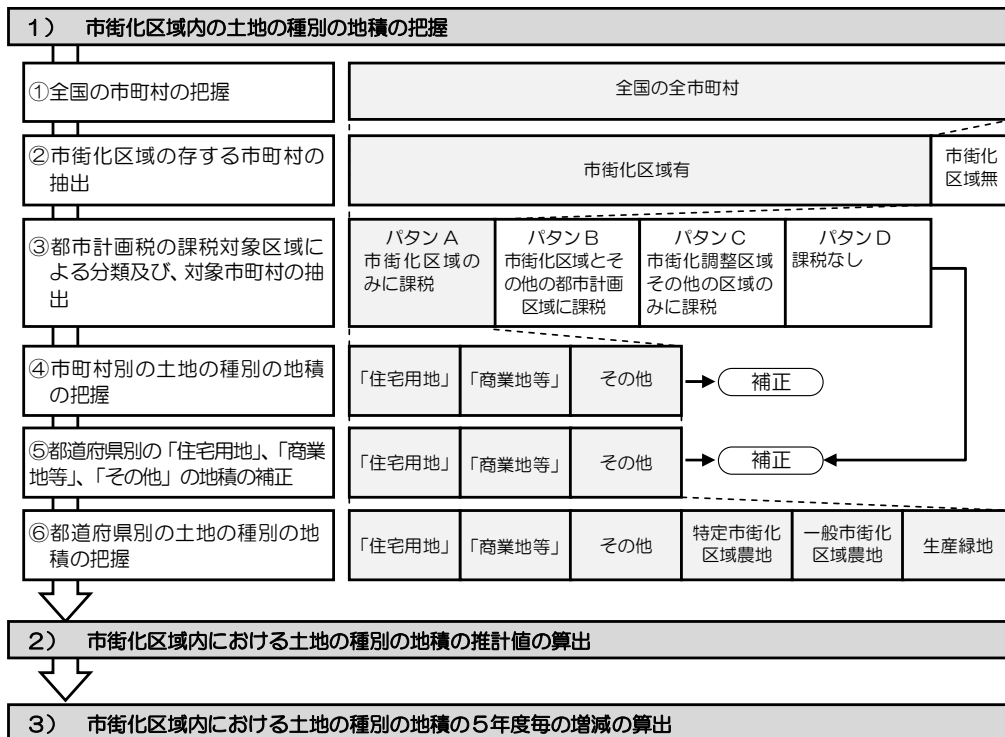 1） 市街化区域内の土地の種別の地積の把握
①全国の市町村の把握
全国の全市町村
②市街化区域の存する市町村の
抽出
市街化区域有
市街化
区域無
③都市計画税の課税対象区域に
よる分類及び、対象市町村の抽
出
パタンA
市街化区域の
みに課税
パタンB
市街化区域とそ
の他の都市計画
区域に課税
パタンC
市街化調整区域
その他の区域の
みに課税
パタンD
課税なし
④市町村別の土地の種別の地積
の把握
「住宅用地」
「商業地等」
その他
補正
⑤都道府県別の「住宅用地」、「商業
地等」、「その他」の地積の補正
「住宅用地」
「商業地等」
その他
補正
⑥都道府県別の土地の種別の地
積の把握
「住宅用地」
「商業地等」
その他
特定市街化
区域農地
一般市街化
区域農地
生産緑地
2） 市街化区域内における土地の種別の地積の推計値の算出
3） 市街化区域内における土地の種別の地積の5年度毎の増減の算出